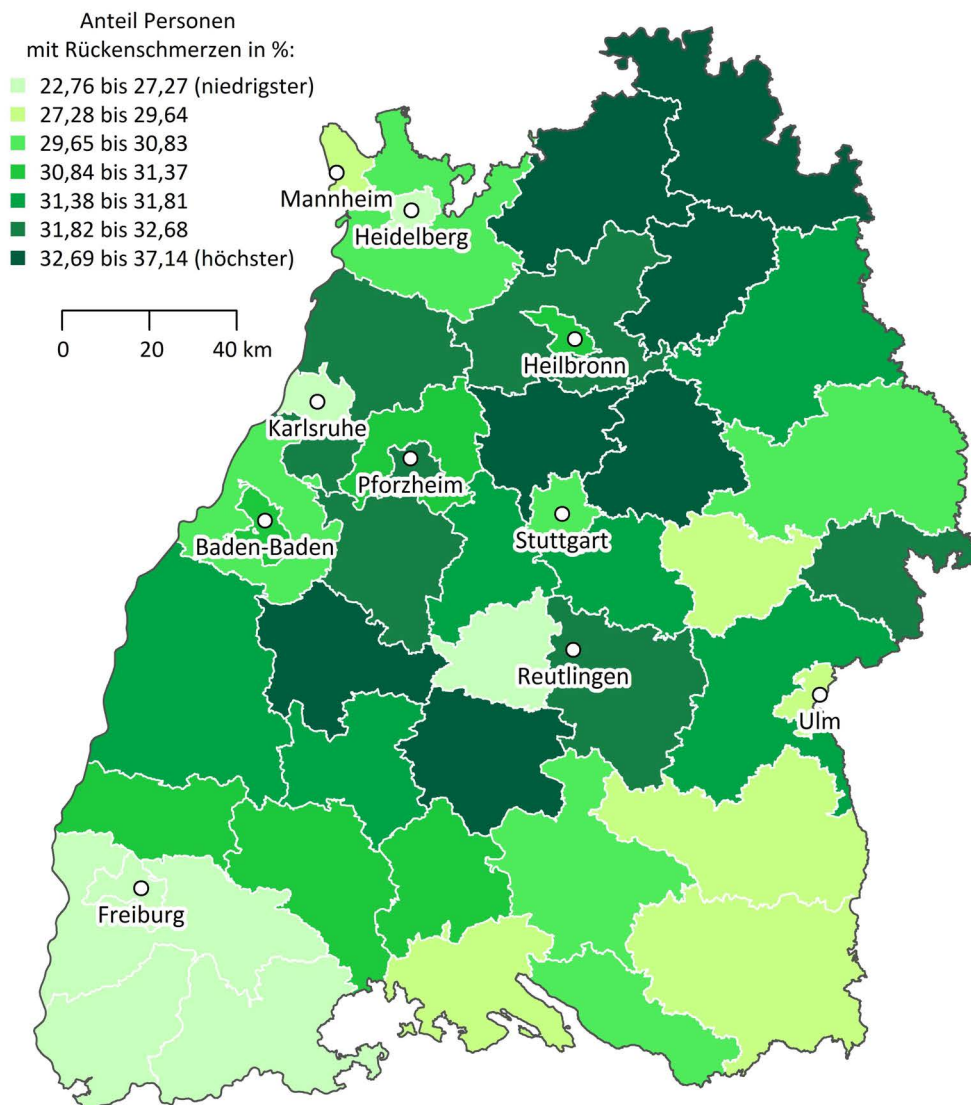 Anteil Personen
mit Rückenschmerzen in %:
22,76 bis 27,27 (niedrigster)
27,28 bis 29,64
29,65 bis 30,83
30,84 bis 31,37
31,38 bis 31,81
31,82 bis 32,68
32,69 bis 37,14 (höchster)
0 20 40 km
Mannheim
Heidelberg
Heilbronn
Karlsruhe
Pforzheim
Stuttgart
Baden-Baden
Reutlingen
Ulm
Freiburg